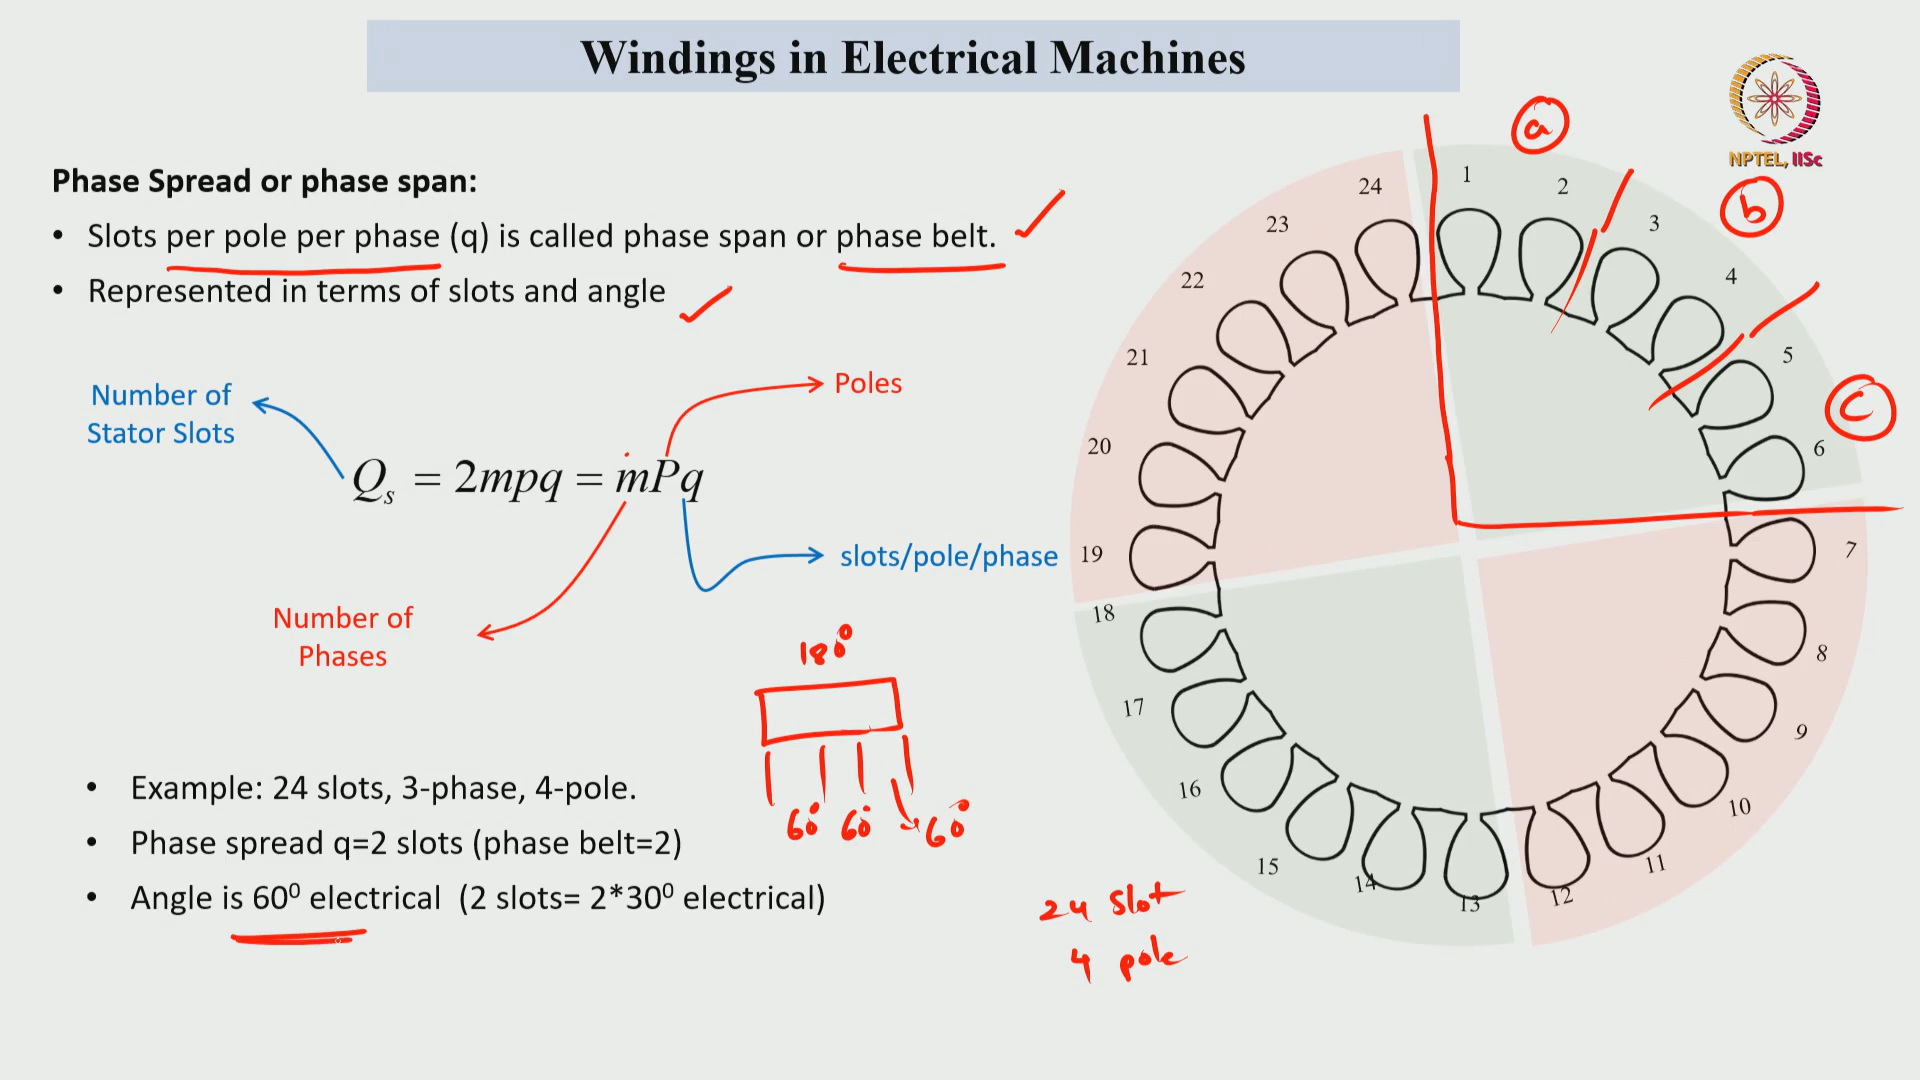 Windings in Electrical Machines
NPTEL, IISc
Phase Spread or phase span:
• Slots per pole per phase (q) is called phase span or phase belt.
• Represented in terms of slots and angle
Number of
Stator Slots
Poles
Qs = 2mpq = mPq
slots/pole/phase
Number of
Phases
180°
60° 60° 60°
• Example: 24 slots, 3-phase, 4-pole.
• Phase spread q=2 slots (phase belt=2)
• Angle is 60⁰ electrical (2 slots= 2*30⁰ electrical)
24 slot
4 pole
a
b
c
1
2
3
4
5
6
7
8
9
10
11
12
13
14
15
16
17
18
19
20
21
22
23
24